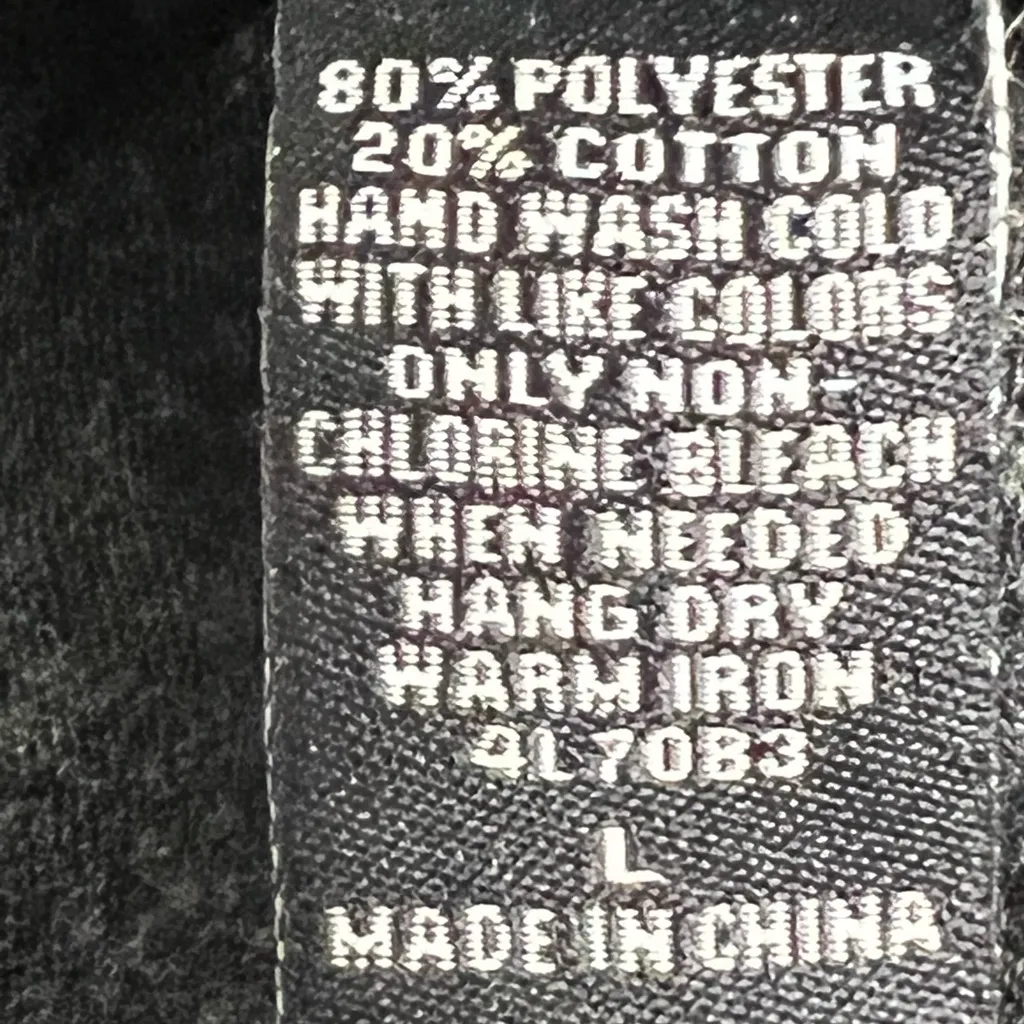 80% POLYESTER
20% COTTON
HAND WASH COLD
WITH LIKE COLORS
ONLY NON-
CHLORINE BLEACH
WHEN NEEDED
HANG DRY
WARM IRON
4L70B3
L
MADE IN CHINA